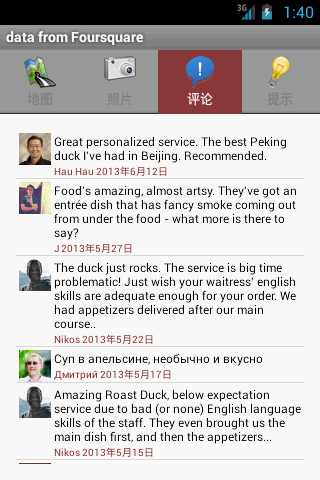 3G 1:40
data from Foursquare
地图 照片 评论 提示
Great personalized service. The best Peking
duck I've had in Beijing. Recommended.
Hau Hau 2013年6月12日
Food's amazing, almost artsy. They've got an
entrée dish that has fancy smoke coming out
from under the food - what more is there to
say?
J 2013年5月27日
The duck just rocks. The service is big time
problematic! Just wish your waitress' english
skills are adequate enough for your order. We
had appetizers delivered after our main
course..
Nikos 2013年5月22日
Суп в апельсине, необычно и вкусно
Дмитрий 2013年5月17日
Amazing Roast Duck, below expectation
service due to bad (or none) English language
skills of the staff. They even brought us the
main dish first, and then the appetizers...
Nikos 2013年5月15日